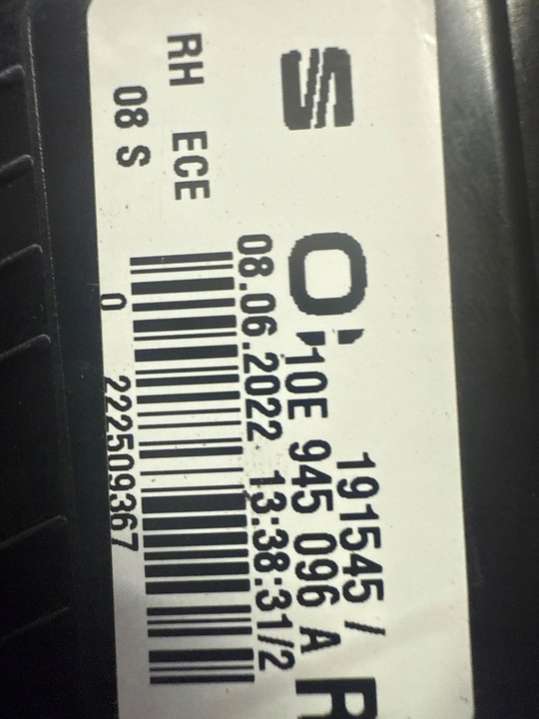 191545 / R
10E 945 096 A
08.06.2022 13:38:31/2
RH ECE
08 S
0 222509367